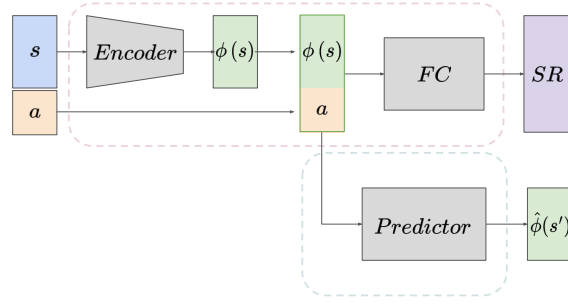 s
Encoder
ϕ(s)
ϕ(s)
FC
SR
a
a
Predictor
ϕ̂(s′)